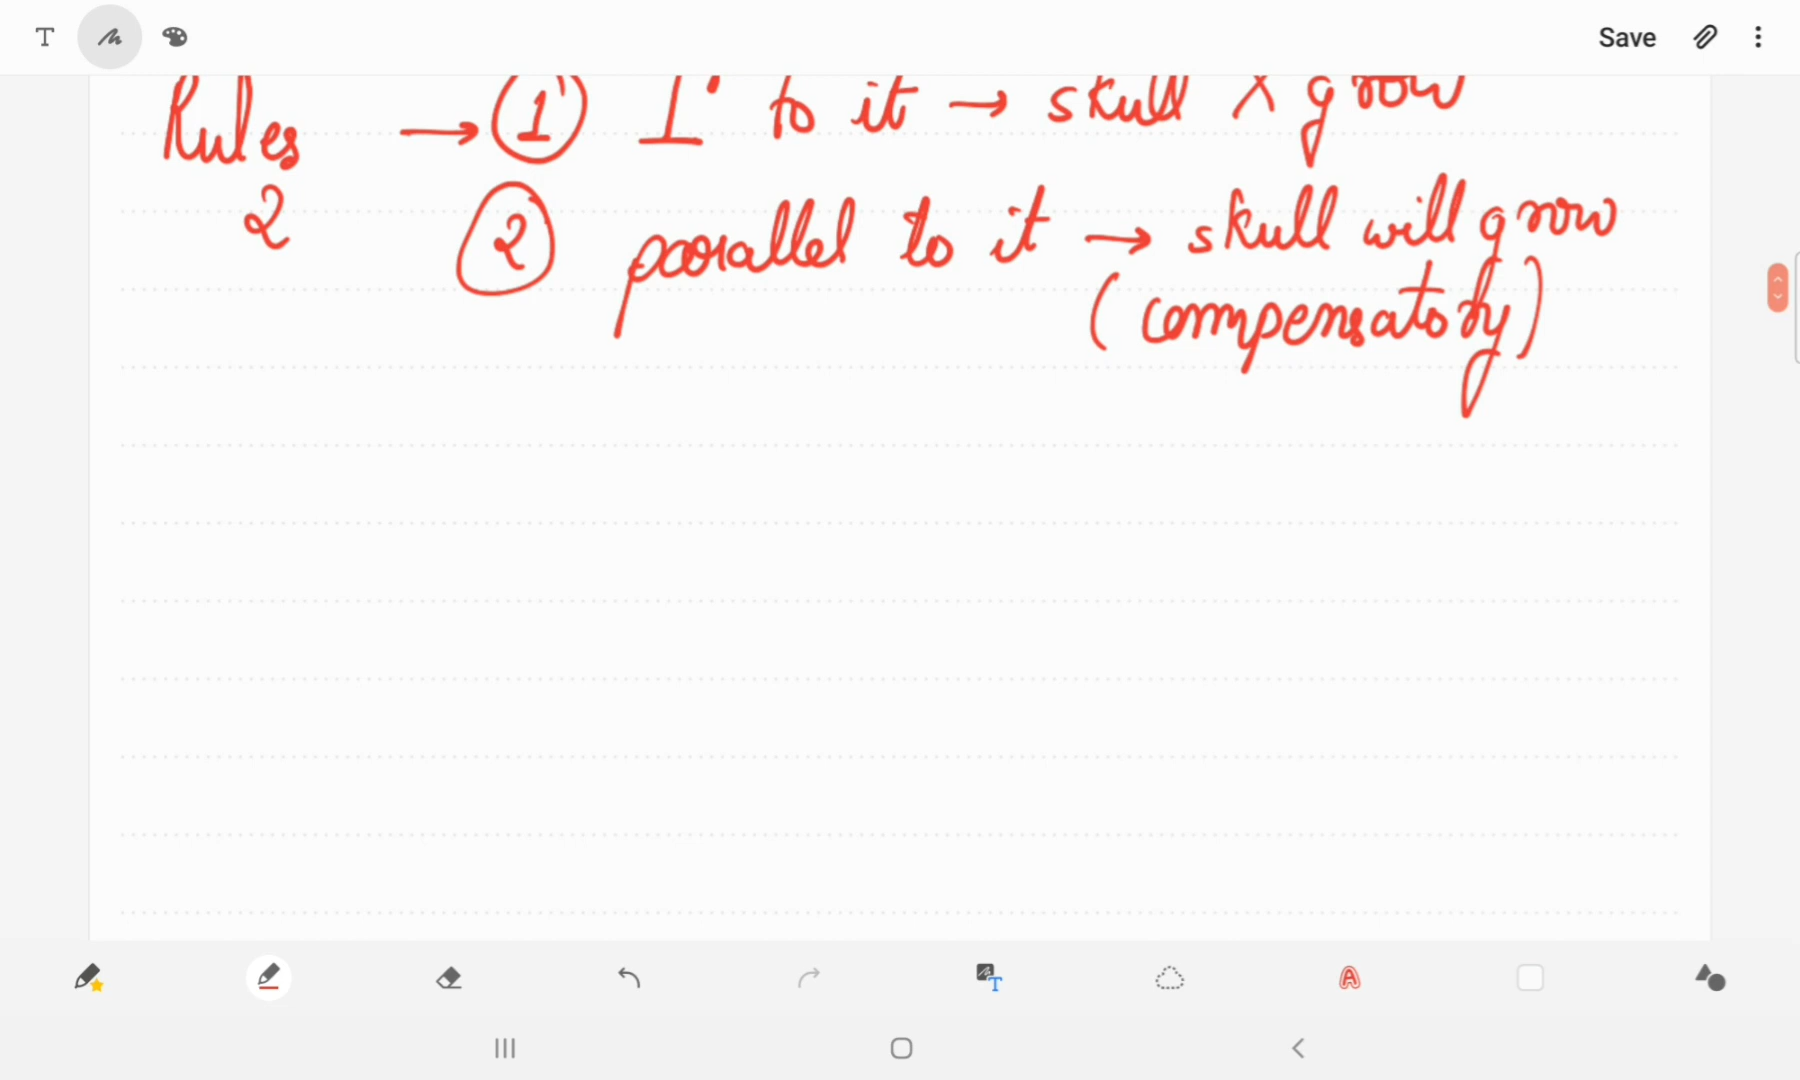 Save
Rules → ① ⊥r to it → skull X grow
2 ② parallel to it → skull will grow
(compensatory)
T
A